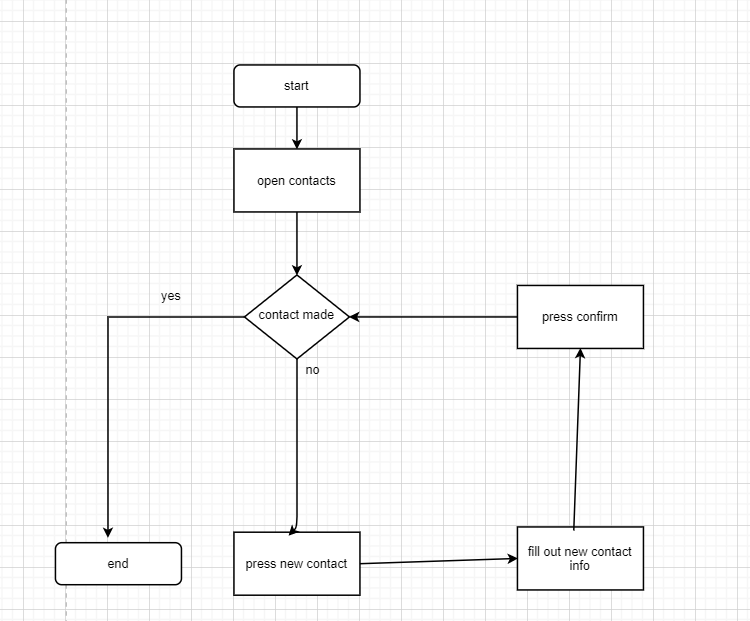 start
open contacts
yes
contact made
press confirm
no
end
press new contact
fill out new contact
info